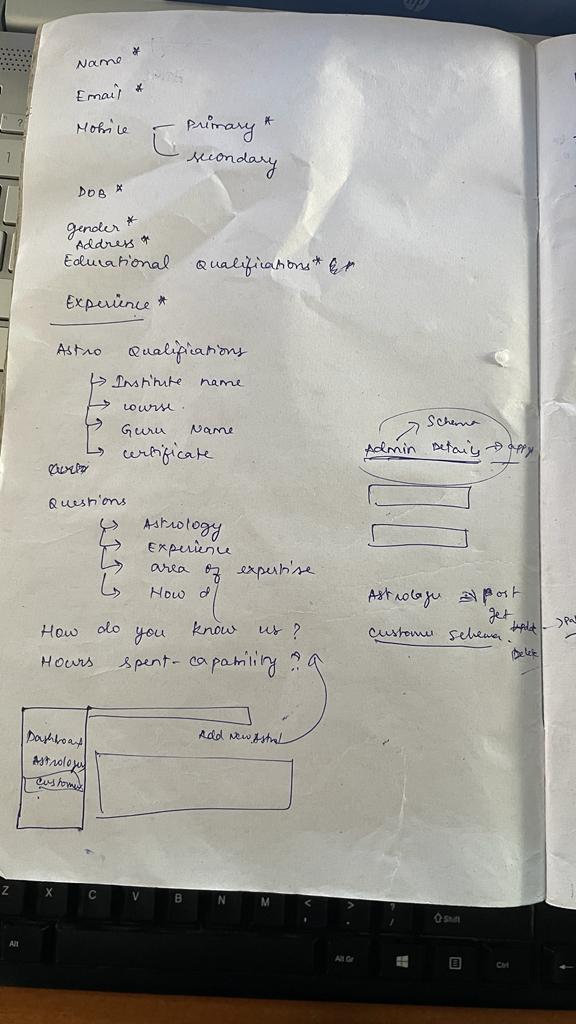 Name *
Email *
Mobile primary *
secondary
DOB *
Gender *
Address *
Educational Qualifications *
Experience *
Astro Qualifications
Institute name
course
Guru Name
certificate
Questions
Astrology
Experience
area of expertise
How d
How do you know us?
Hours spent-capability?
Schema
Admin Details
Astrologer post
get
customer schema
Delete
Dashboard
Add New Astrol
Astrologer
customer
Z X C V B N M < > ?
, . /
Shift
Alt
Alt Gr
Ctrl